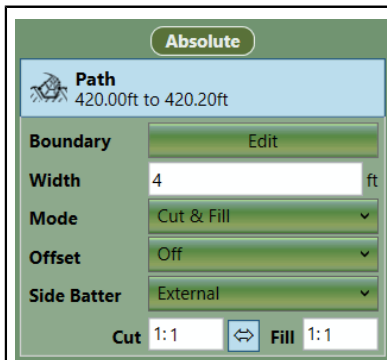 Absolute
Path
420.00ft to 420.20ft
Boundary Edit
Width 4 ft
Mode Cut & Fill
Offset Off
Side Batter External
Cut 1:1 ⇔ Fill 1:1